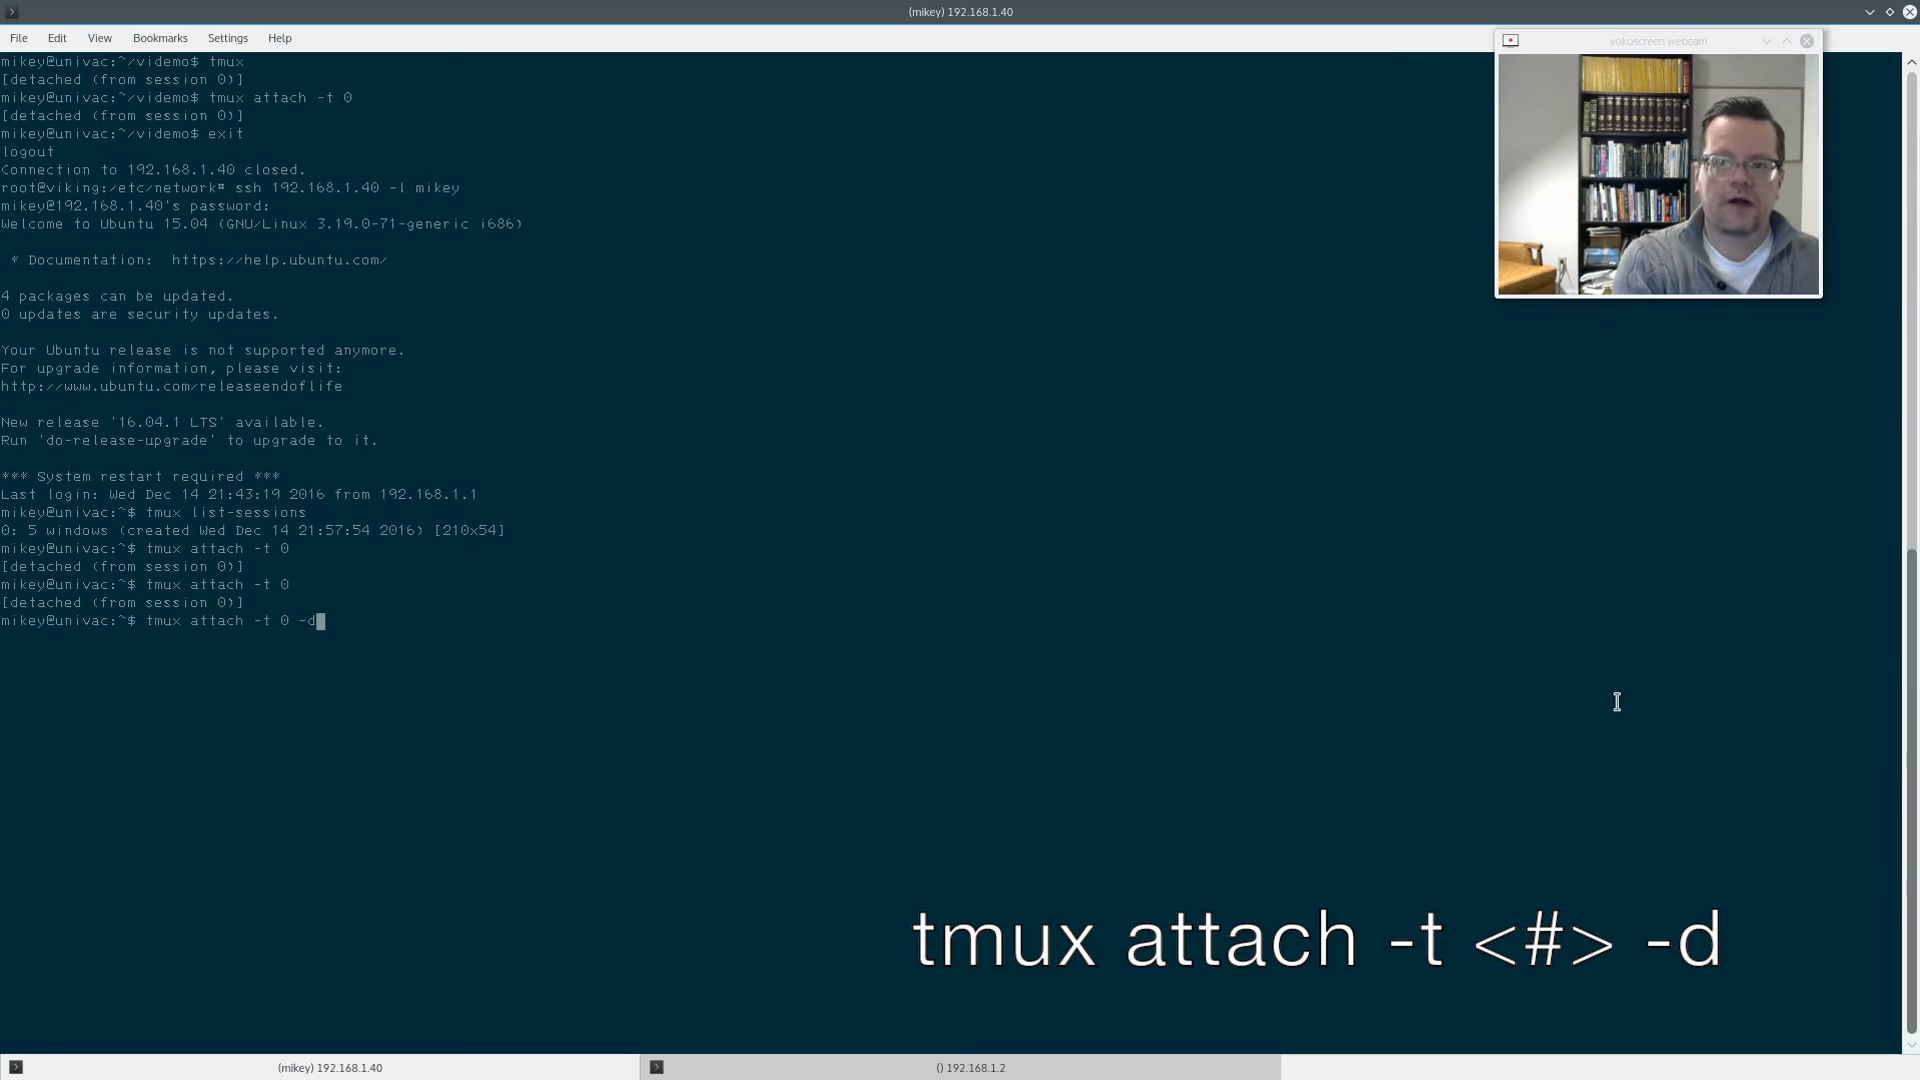 (mikey) 192.168.1.40
File Edit View Bookmarks Settings Help
vokoscreen webcam
mikey@univac:~/videmo$ tmux
[detached (from session 0)]
mikey@univac:~/videmo$ tmux attach -t 0
[detached (from session 0)]
mikey@univac:~/videmo$ exit
logout
Connection to 192.168.1.40 closed.
root@viking:/etc/network# ssh 192.168.1.40 -l mikey
mikey@192.168.1.40's password:
Welcome to Ubuntu 15.04 (GNU/Linux 3.19.0-71-generic i686)
* Documentation:  https://help.ubuntu.com/
4 packages can be updated.
0 updates are security updates.
Your Ubuntu release is not supported anymore.
For upgrade information, please visit:
http://www.ubuntu.com/releaseendoflife
New release '16.04.1 LTS' available.
Run 'do-release-upgrade' to upgrade to it.
*** System restart required ***
Last login: Wed Dec 14 21:43:19 2016 from 192.168.1.1
mikey@univac:~$ tmux list-sessions
0: 5 windows (created Wed Dec 14 21:57:54 2016) [210x54]
mikey@univac:~$ tmux attach -t 0
[detached (from session 0)]
mikey@univac:~$ tmux attach -t 0
[detached (from session 0)]
mikey@univac:~$ tmux attach -t 0 -d
tmux attach -t <#> -d
(mikey) 192.168.1.40
() 192.168.1.2